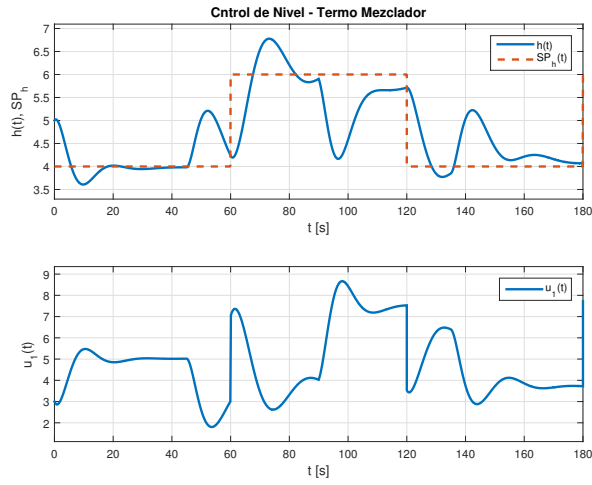 Cntrol de Nivel - Termo Mezclador
h(t), SP_h
7
6.5
6
5.5
5
4.5
4
3.5
h(t)
SP_h(t)
0 20 40 60 80 100 120 140 160 180
t [s]
u_1(t)
9
8
7
6
5
4
3
2
u_1(t)
0 20 40 60 80 100 120 140 160 180
t [s]